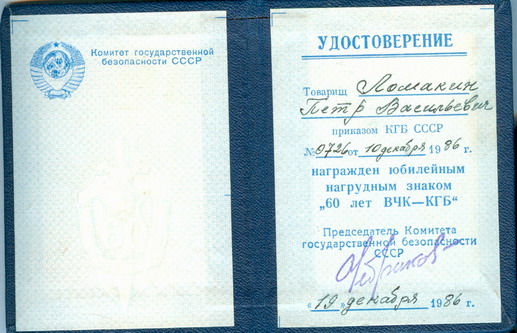 Комитет государственной
безопасности СССР
УДОСТОВЕРЕНИЕ
Товарищ Ломакин
Петр Васильевич
приказом КГБ СССР
№ 9726 от 10 декабря 1986 г.
награжден юбилейным
нагрудным знаком
„60 лет ВЧК—КГБ“
Председатель Комитета
государственной безопасности
СССР
«19» декабря 1986 г.